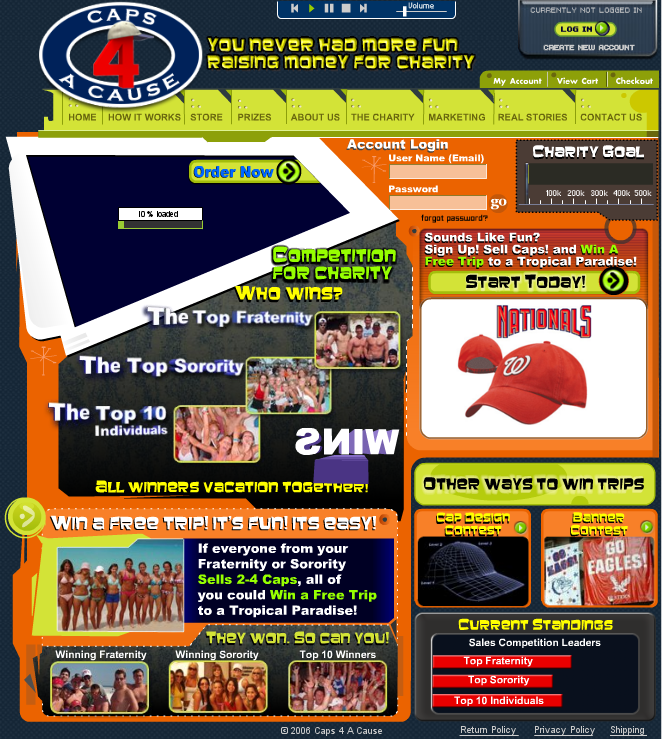 CAPS
4
A CAUSE
YOU NEVER HAD MORE FUN
RAISING MONEY FOR CHARITY
Volume
CURRENTLY NOT LOGGED IN
LOG IN
CREATE NEW ACCOUNT
My Account View Cart Checkout
HOME HOW IT WORKS STORE PRIZES ABOUT US THE CHARITY MARKETING REAL STORIES CONTACT US
Order Now
10 % loaded
Account Login
User Name (Email)
Password
go
forgot password?
CHARITY GOAL
100k 200k 300k 400k 500k
Sounds Like Fun?
Sign Up! Sell Caps! and Win A
Free Trip to a Tropical Paradise!
START TODAY!
NATIONALS
W
COMPETITION
FOR CHARITY
WHO WINS?
The Top Fraternity
The Top Sorority
The Top 10
Individuals
WINS
ALL WINNERS VACATION TOGETHER!
OTHER WAYS TO WIN TRIPS
CAP DESIGN
CONTEST
BANNER
CONTEST
GO
EAGLES!
WIN A FREE TRIP! IT'S FUN! ITS EASY!
If everyone from your
Fraternity or Sorority
Sells 2-4 Caps, all of
you could Win a Free Trip
to a Tropical Paradise!
THEY WON. SO CAN YOU!
Winning Fraternity Winning Sorority Top 10 Winners
CURRENT STANDINGS
Sales Competition Leaders
Top Fraternity
Top Sorority
Top 10 Individuals
© 2006 Caps 4 A Cause
Return Policy Privacy Policy Shipping